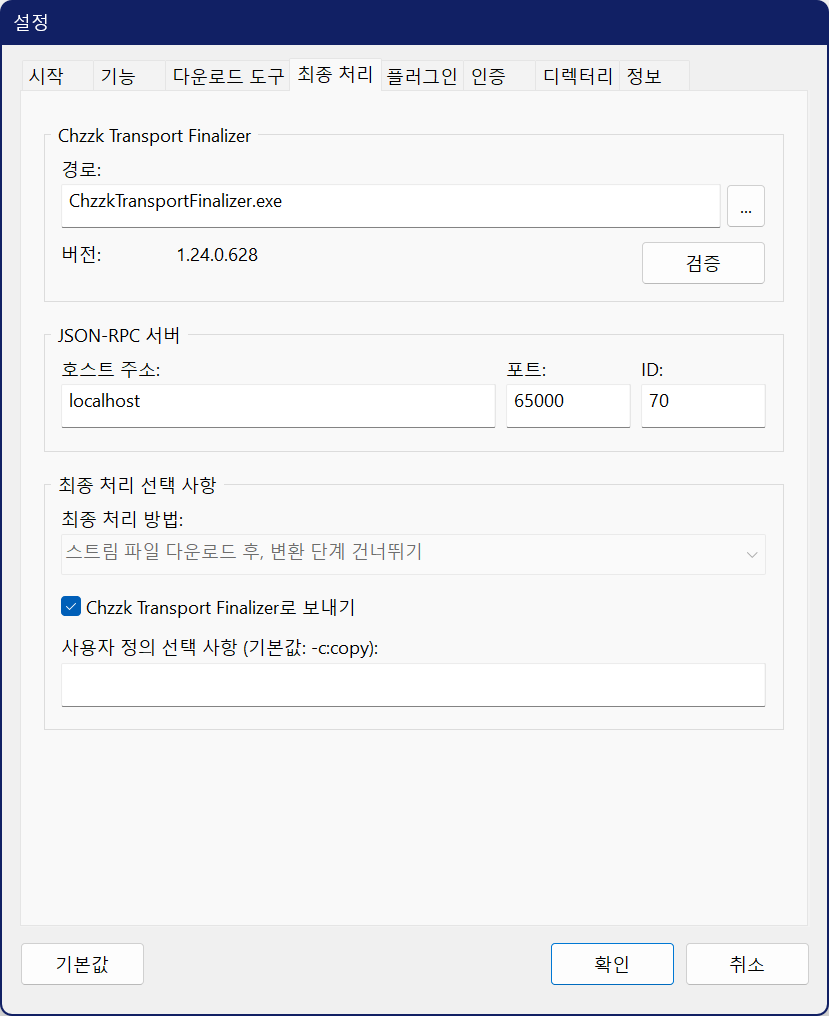 설정
시작 기능 다운로드 도구 최종 처리 플러그인 인증 디렉터리 정보
Chzzk Transport Finalizer
경로:
ChzzkTransportFinalizer.exe ...
버전: 1.24.0.628
검증
JSON-RPC 서버
호스트 주소: 포트: ID:
localhost 65000 70
최종 처리 선택 사항
최종 처리 방법:
스트림 파일 다운로드 후, 변환 단계 건너뛰기
Chzzk Transport Finalizer로 보내기
사용자 정의 선택 사항 (기본값: -c:copy):
기본값 확인 취소